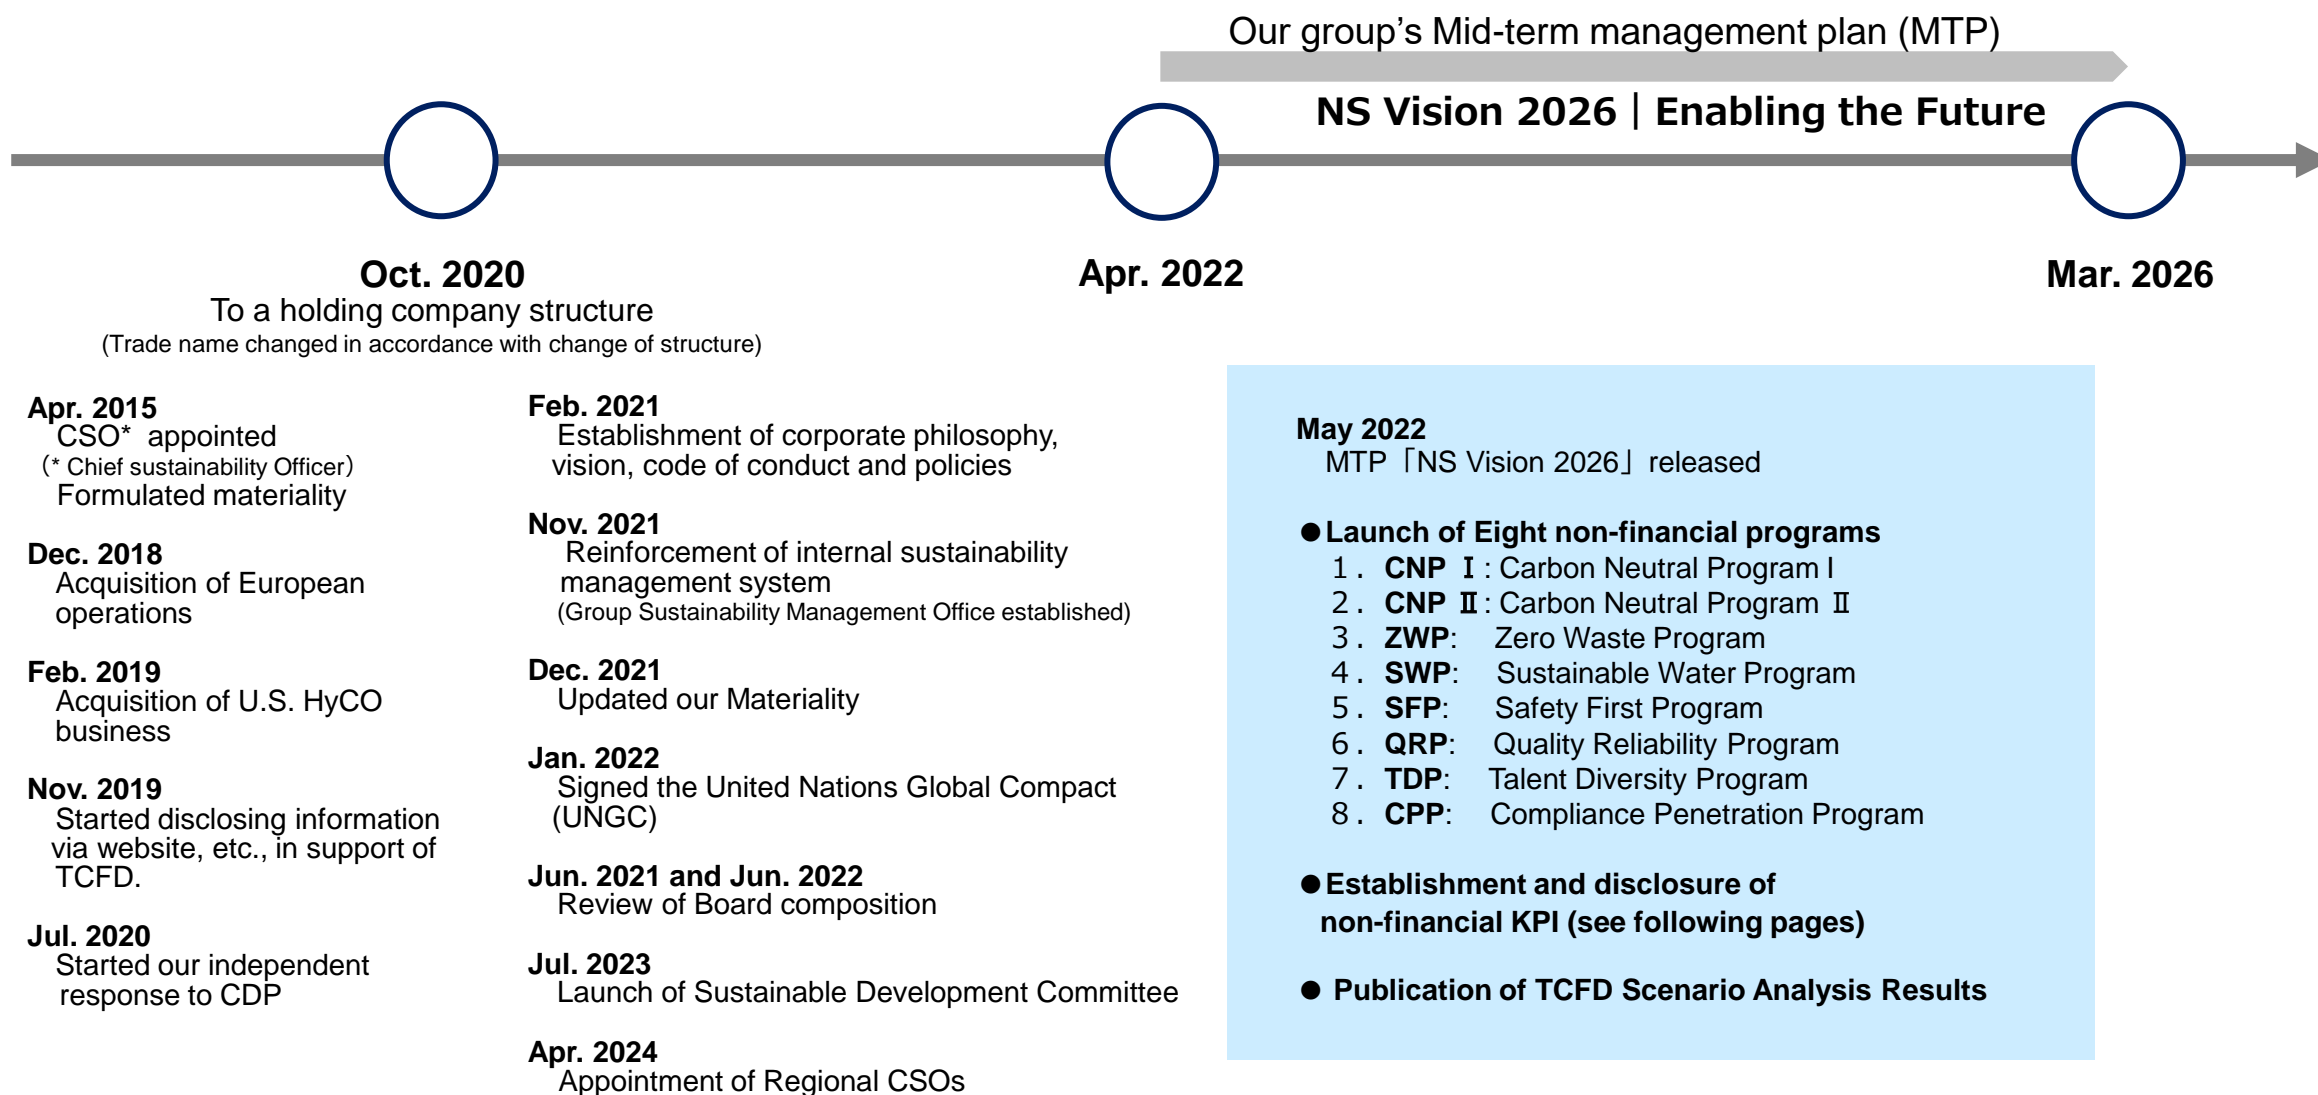 Our group's Mid-term management plan (MTP)
NS Vision 2026 | Enabling the Future
Oct. 2020
To a holding company structure
(Trade name changed in accordance with change of structure)
Apr. 2022
Mar. 2026
Apr. 2015
CSO* appointed
(* Chief sustainability Officer)
Formulated materiality
Dec. 2018
Acquisition of European
operations
Feb. 2019
Acquisition of U.S. HyCO
business
Nov. 2019
Started disclosing information
via website, etc., in support of
TCFD.
Jul. 2020
Started our independent
response to CDP
Feb. 2021
Establishment of corporate philosophy,
vision, code of conduct and policies
Nov. 2021
Reinforcement of internal sustainability
management system
(Group Sustainability Management Office established)
Dec. 2021
Updated our Materiality
Jan. 2022
Signed the United Nations Global Compact
(UNGC)
Jun. 2021 and Jun. 2022
Review of Board composition
Jul. 2023
Launch of Sustainable Development Committee
Apr. 2024
Appointment of Regional CSOs
May 2022
MTP「NS Vision 2026」released
●Launch of Eight non-financial programs
1. CNP Ⅰ: Carbon Neutral Program I
2. CNP Ⅱ: Carbon Neutral Program Ⅱ
3. ZWP: Zero Waste Program
4. SWP: Sustainable Water Program
5. SFP: Safety First Program
6. QRP: Quality Reliability Program
7. TDP: Talent Diversity Program
8. CPP: Compliance Penetration Program
●Establishment and disclosure of
non-financial KPI (see following pages)
● Publication of TCFD Scenario Analysis Results